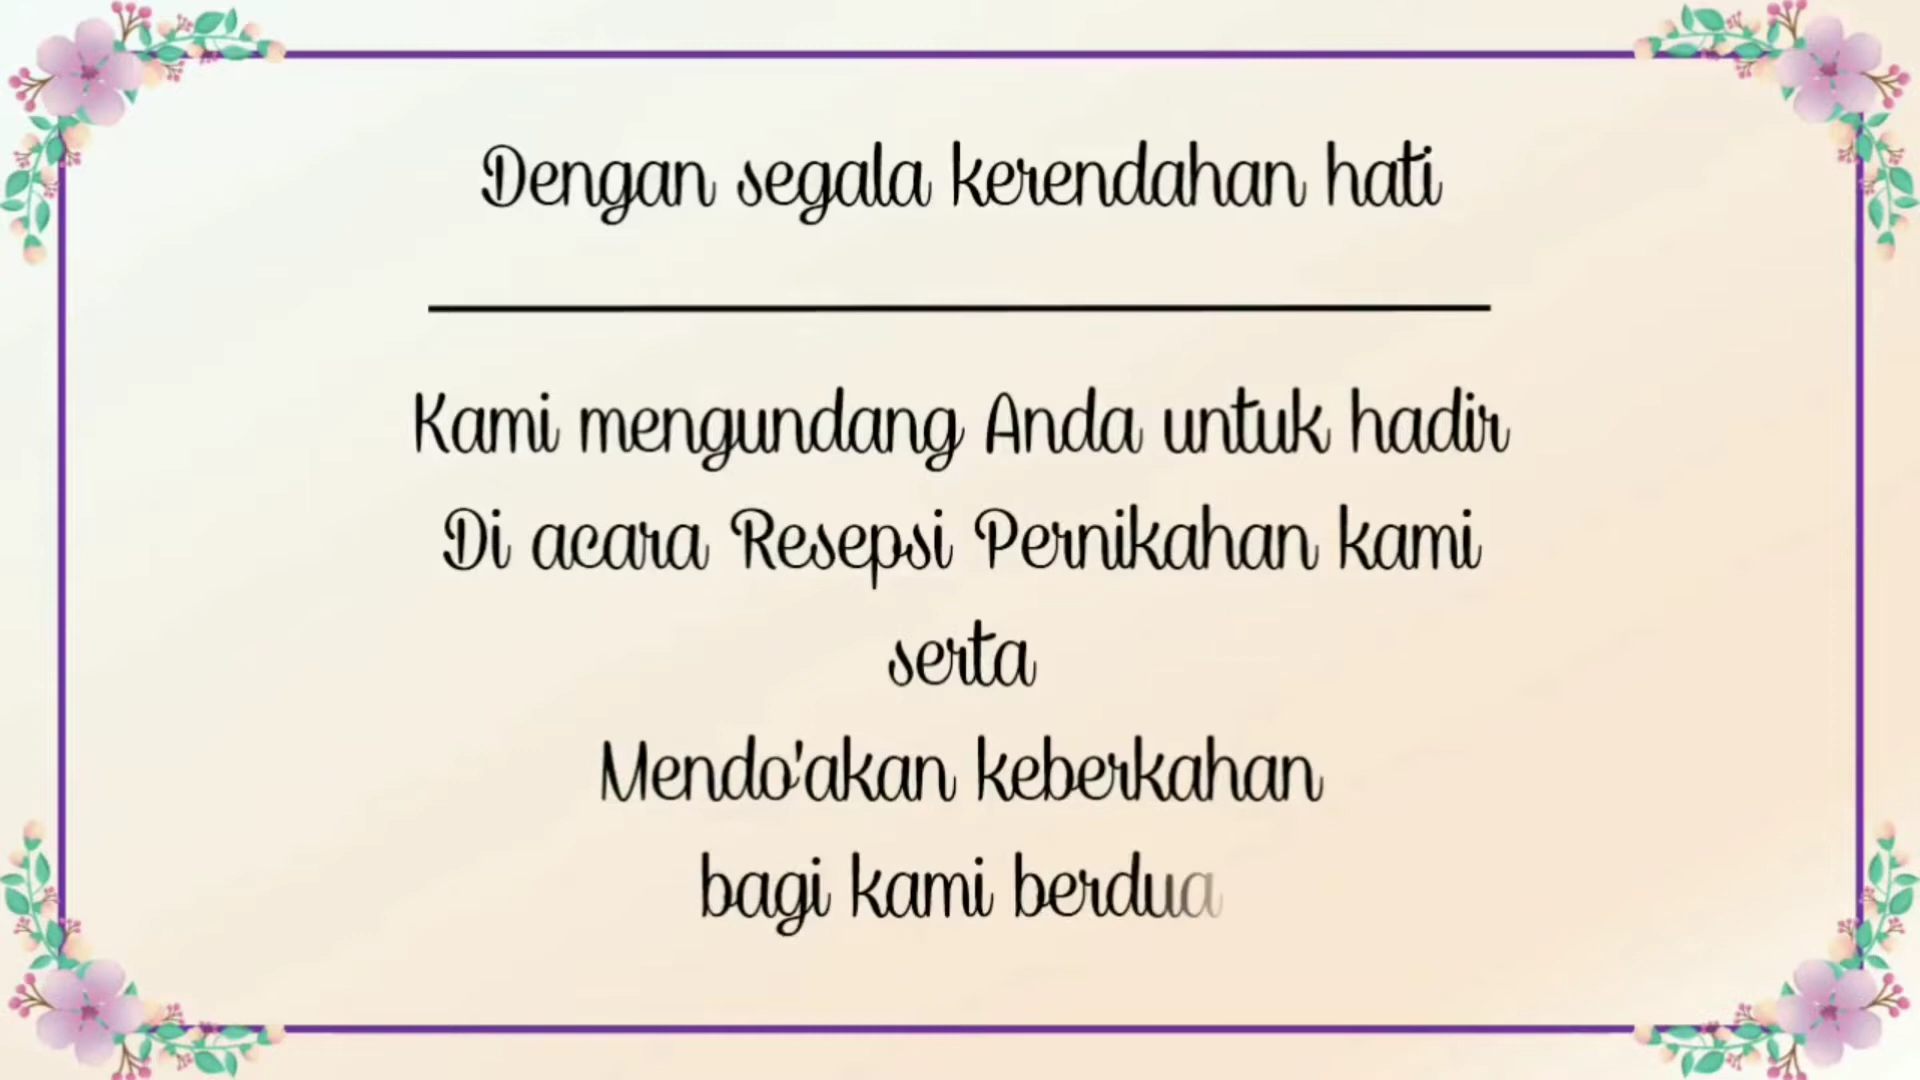 Dengan segala kerendahan hati
Kami mengundang Anda untuk hadir
Di acara Resepsi Pernikahan kami
serta
Mendo'akan keberkahan
bagi kami berdua